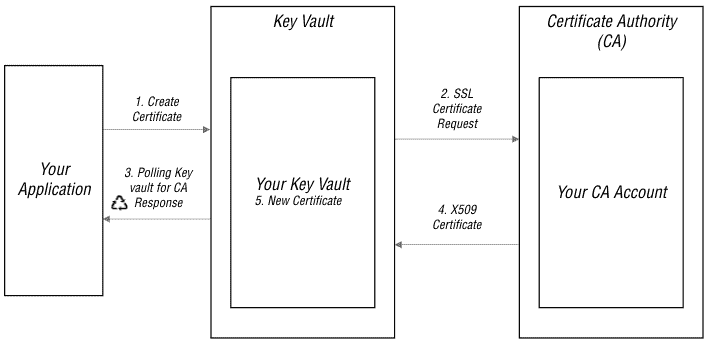 Key Vault
Certificate Authority
(CA)
1. Create
Certificate
2. SSL
Certificate
Request
Your
Application
3. Polling Key
vault for CA
Response
Your Key Vault
5. New Certificate
Your CA Account
4. X509
Certificate